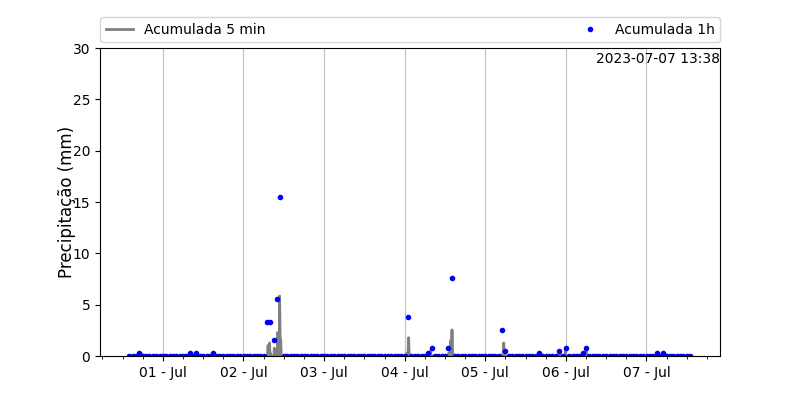 Acumulada 5 min
Acumulada 1h
2023-07-07 13:38
Precipitação (mm)
30
25
20
15
10
5
0
01 - Jul
02 - Jul
03 - Jul
04 - Jul
05 - Jul
06 - Jul
07 - Jul